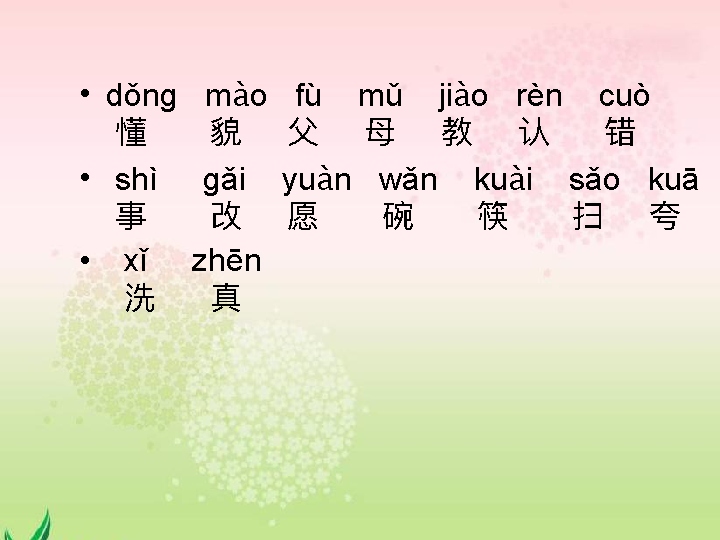 • dǒng mào fù mǔ jiào rèn cuò
懂 貌 父 母 教 认 错
• shì gǎi yuàn wǎn kuài sǎo kuā
事 改 愿 碗 筷 扫 夸
• xǐ zhēn
洗 真